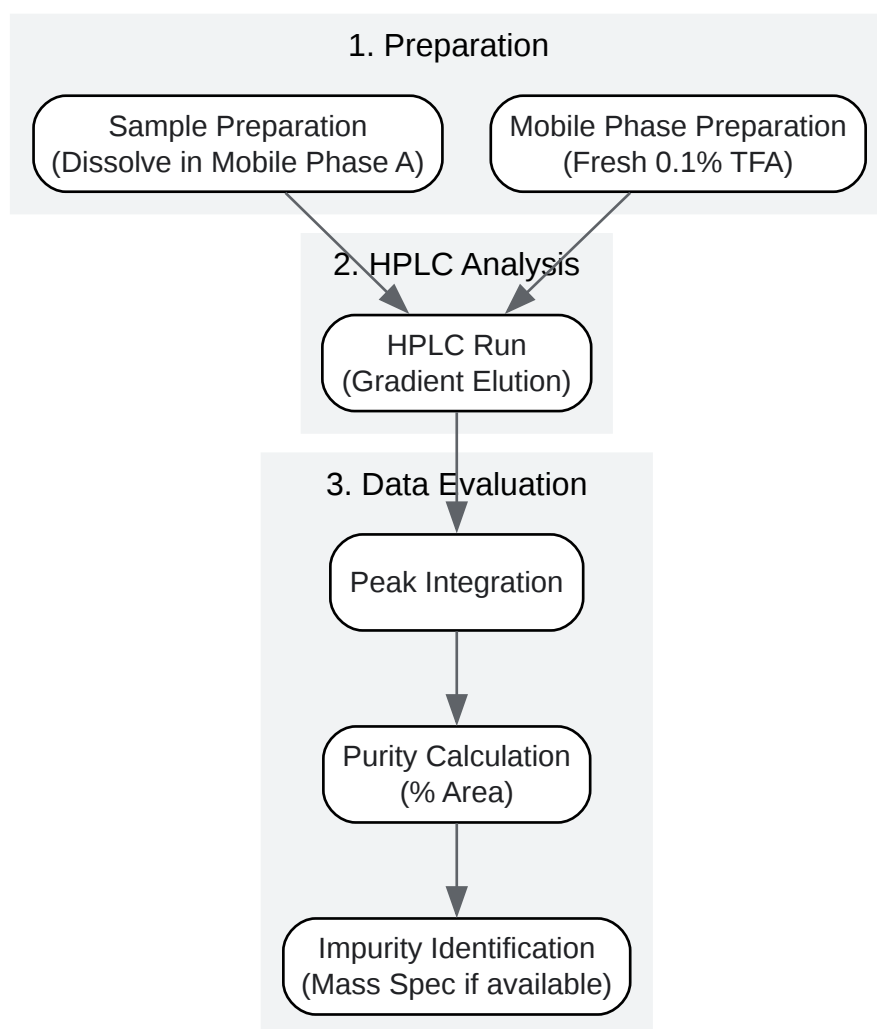 1. Preparation
Sample Preparation
(Dissolve in Mobile Phase A)
Mobile Phase Preparation
(Fresh 0.1% TFA)
2. HPLC Analysis
HPLC Run
(Gradient Elution)
3. Data Evaluation
Peak Integration
Purity Calculation
(% Area)
Impurity Identification
(Mass Spec if available)